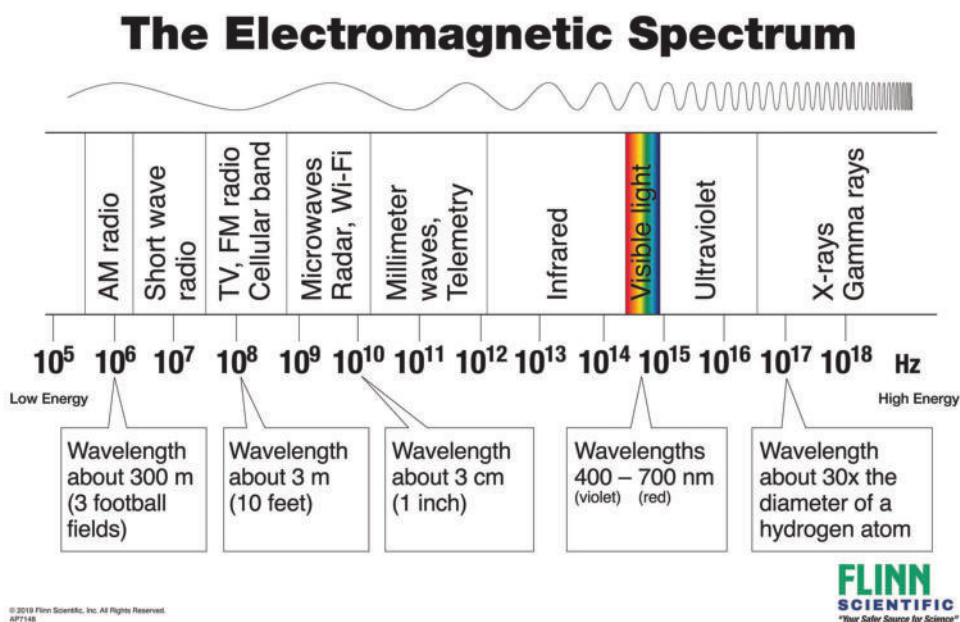 The Electromagnetic Spectrum
AM radio
Short wave
radio
TV, FM radio
Cellular band
Microwaves
Radar, Wi-Fi
Millimeter
waves,
Telemetry
Infrared
Visible light
Ultraviolet
X-rays
Gamma rays
10⁵ 10⁶ 10⁷ 10⁸ 10⁹ 10¹⁰ 10¹¹ 10¹² 10¹³ 10¹⁴ 10¹⁵ 10¹⁶ 10¹⁷ 10¹⁸ Hz
Low Energy
High Energy
Wavelength
about 300 m
(3 football
fields)
Wavelength
about 3 m
(10 feet)
Wavelength
about 3 cm
(1 inch)
Wavelengths
400 – 700 nm
(violet) (red)
Wavelength
about 30x the
diameter of a
hydrogen atom
FLINN
SCIENTIFIC
"Your Safer Source for Science"
© 2019 Flinn Scientific, Inc. All Rights Reserved.
AP7148